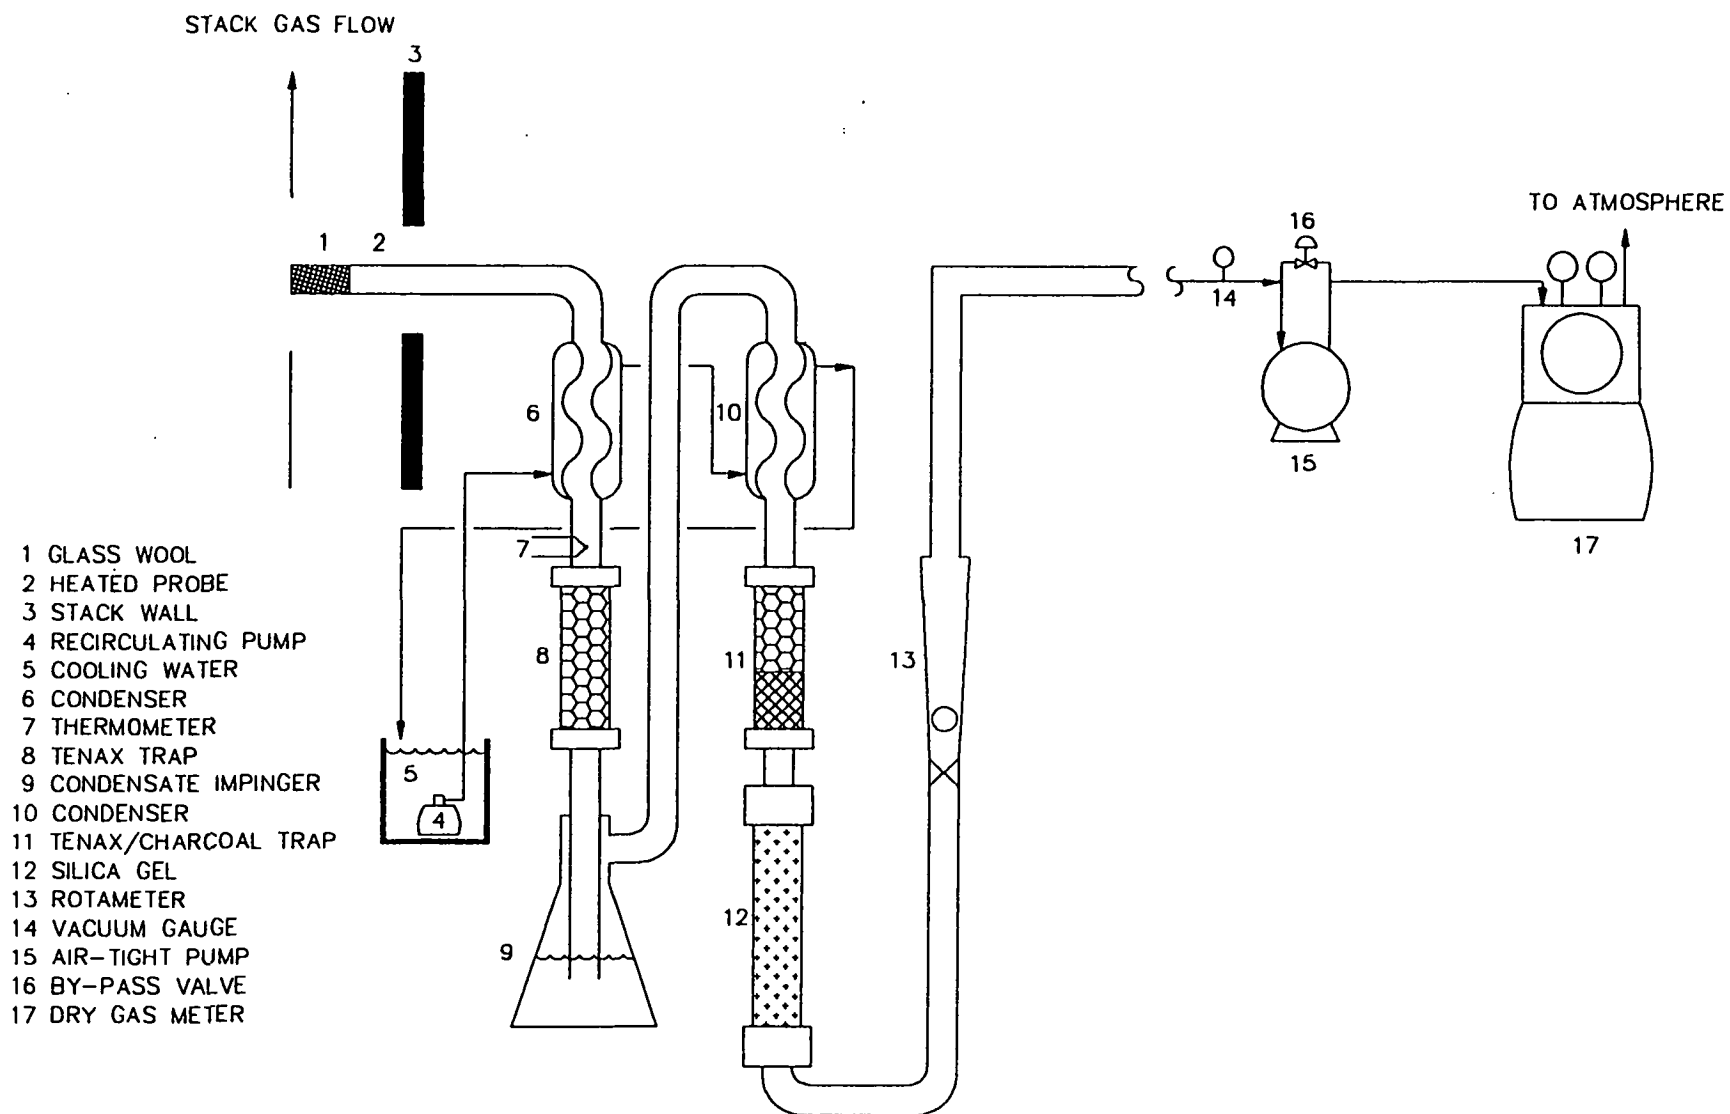 STACK GAS FLOW
3
TO ATMOSPHERE
16
1
2
14
6
10
15
17
7
8
11
13
5
4
12
9
1 GLASS WOOL
2 HEATED PROBE
3 STACK WALL
4 RECIRCULATING PUMP
5 COOLING WATER
6 CONDENSER
7 THERMOMETER
8 TENAX TRAP
9 CONDENSATE IMPINGER
10 CONDENSER
11 TENAX/CHARCOAL TRAP
12 SILICA GEL
13 ROTAMETER
14 VACUUM GAUGE
15 AIR-TIGHT PUMP
16 BY-PASS VALVE
17 DRY GAS METER